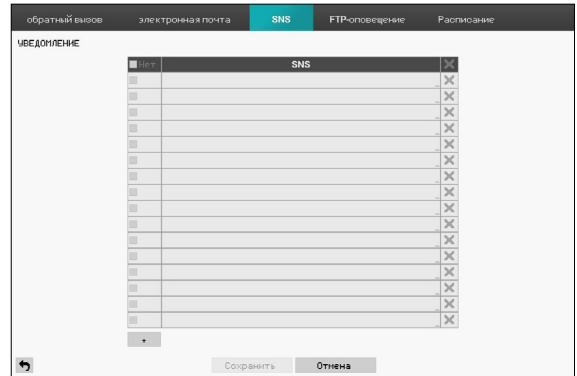 обратный вызов электронная почта SNS FTP-оповещение Расписание
УВЕДОМЛЕНИЕ
Нет SNS
+
Сохранить Отмена